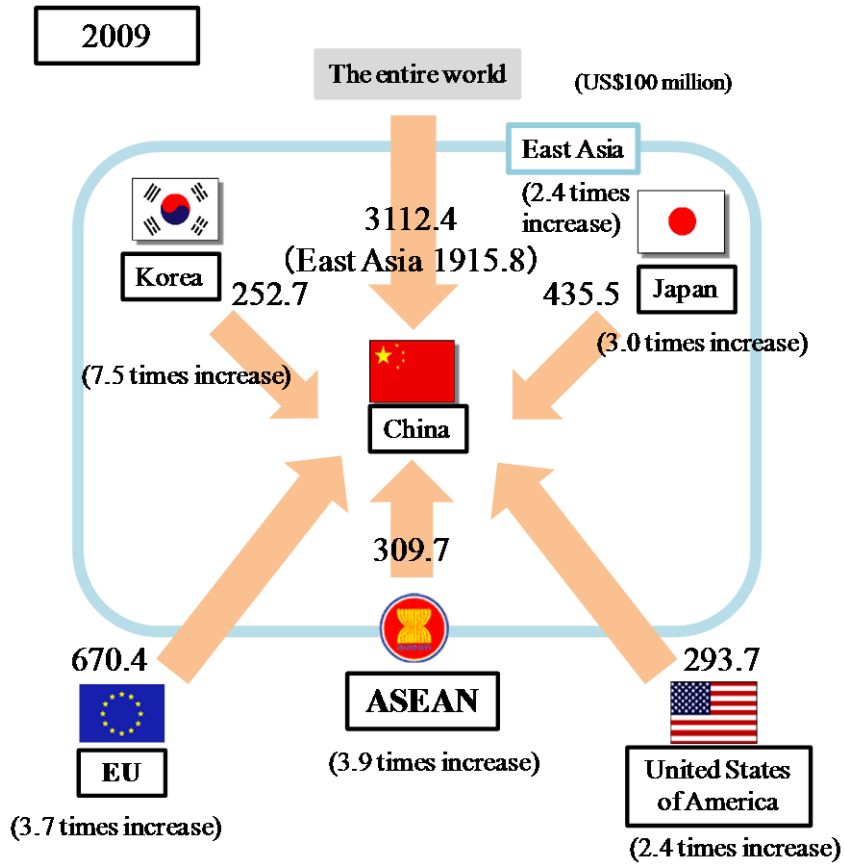 2009
The entire world
(US$100 million)
East Asia
(2.4 times
increase)
3112.4
(East Asia 1915.8)
Korea
252.7
(7.5 times increase)
435.5
Japan
(3.0 times increase)
China
309.7
670.4
EU
(3.7 times increase)
ASEAN
(3.9 times increase)
293.7
United States
of America
(2.4 times increase)